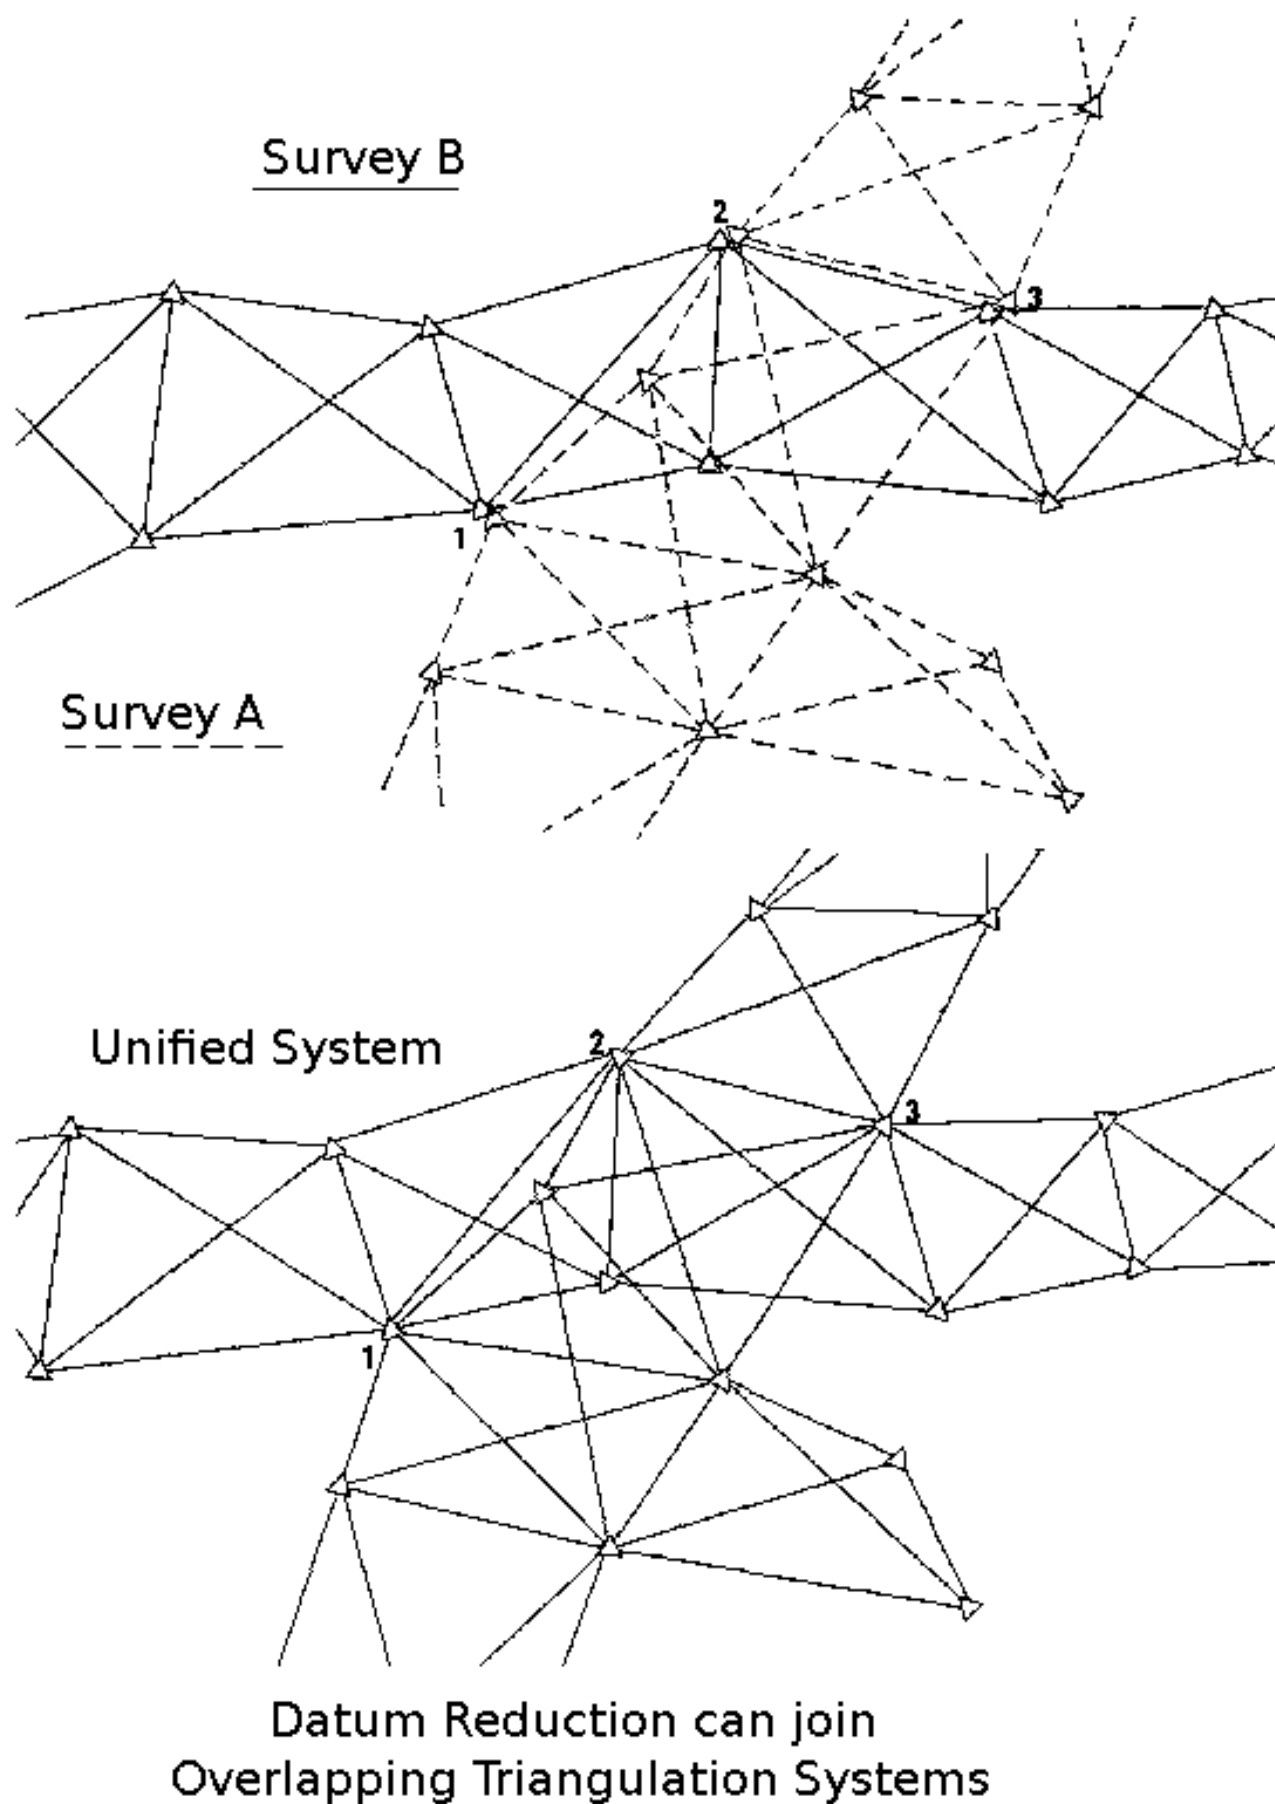 Survey B
2
3
1
Survey A
Unified System
2
3
1
Datum Reduction can join
Overlapping Triangulation Systems